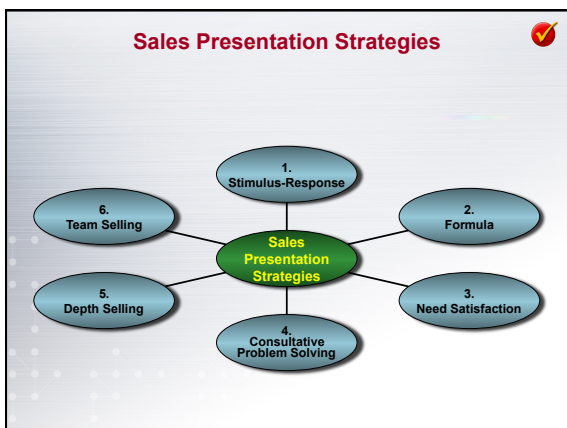 Sales Presentation Strategies
1.
Stimulus-Response
2.
Formula
3.
Need Satisfaction
4.
Consultative
Problem Solving
5.
Depth Selling
6.
Team Selling
Sales
Presentation
Strategies